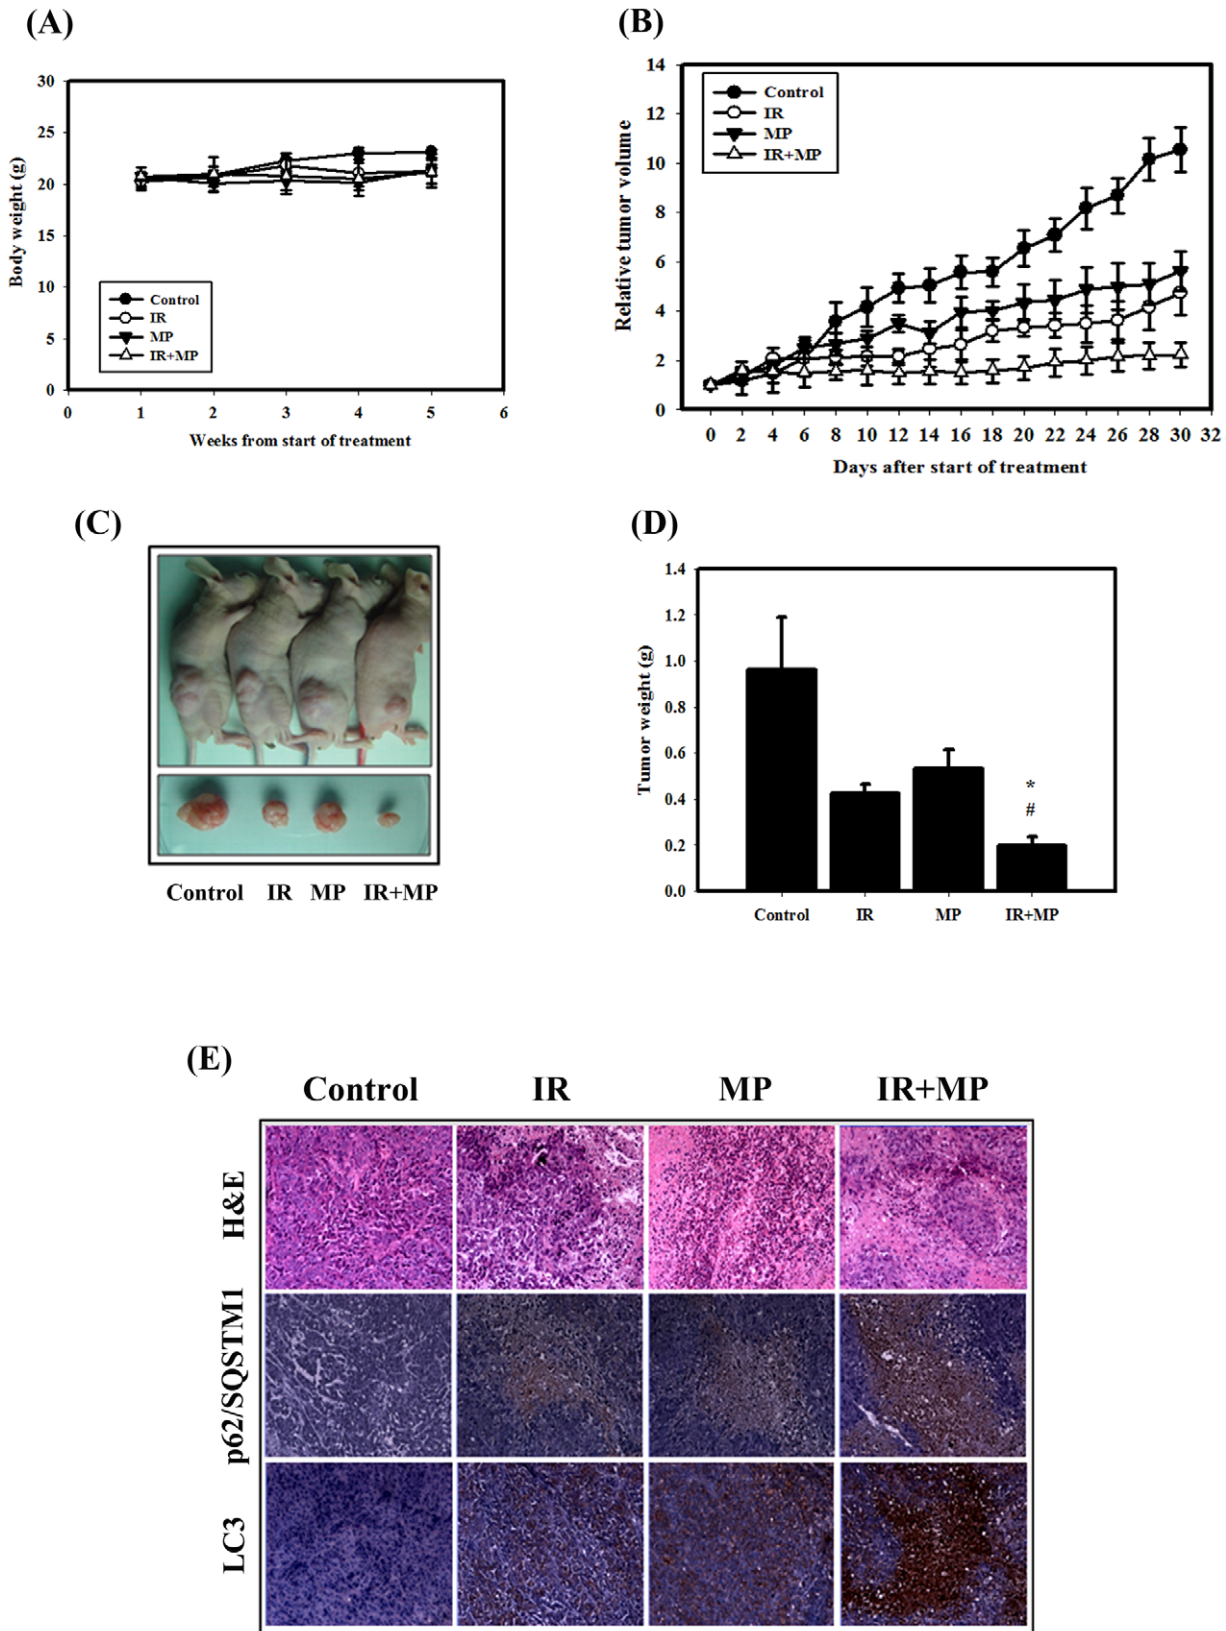 (A)
30
25
20
15
10
5
0
Body weight (g)
Control
IR
MP
IR+MP
0 1 2 3 4 5 6
Weeks from start of treatment
(B)
14
12
10
8
6
4
2
0
Relative tumor volume
Control
IR
MP
IR+MP
0 2 4 6 8 10 12 14 16 18 20 22 24 26 28 30 32
Days after start of treatment
(C)
Control IR MP IR+MP
(D)
1.4
1.2
1.0
0.8
0.6
0.4
0.2
0.0
Tumor weight (g)
*
#
Control IR MP IR+MP
(E)
Control IR MP IR+MP
H&E
p62/SQSTM1
LC3